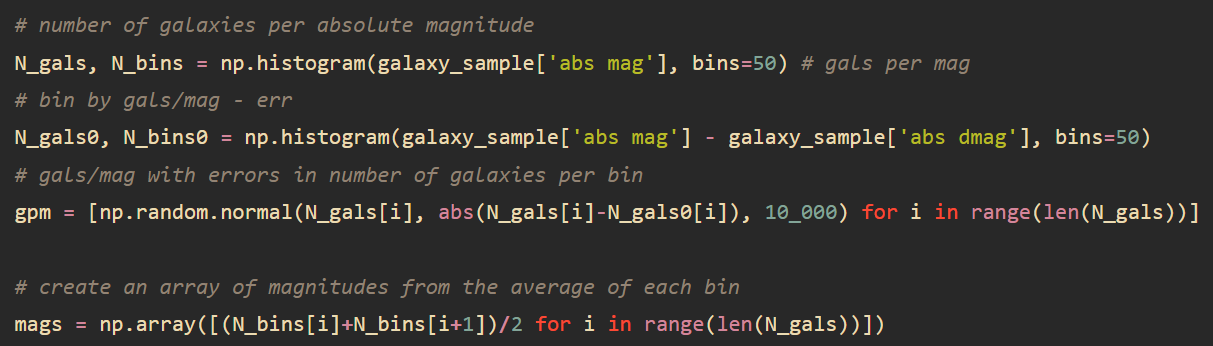 # number of galaxies per absolute magnitude
N_gals, N_bins = np.histogram(galaxy_sample['abs mag'], bins=50) # gals per mag
# bin by gals/mag - err
N_gals0, N_bins0 = np.histogram(galaxy_sample['abs mag'] - galaxy_sample['abs dmag'], bins=50)
# gals/mag with errors in number of galaxies per bin
gpm = [np.random.normal(N_gals[i], abs(N_gals[i]-N_gals0[i]), 10_000) for i in range(len(N_gals))]
# create an array of magnitudes from the average of each bin
mags = np.array([(N_bins[i]+N_bins[i+1])/2 for i in range(len(N_gals))])